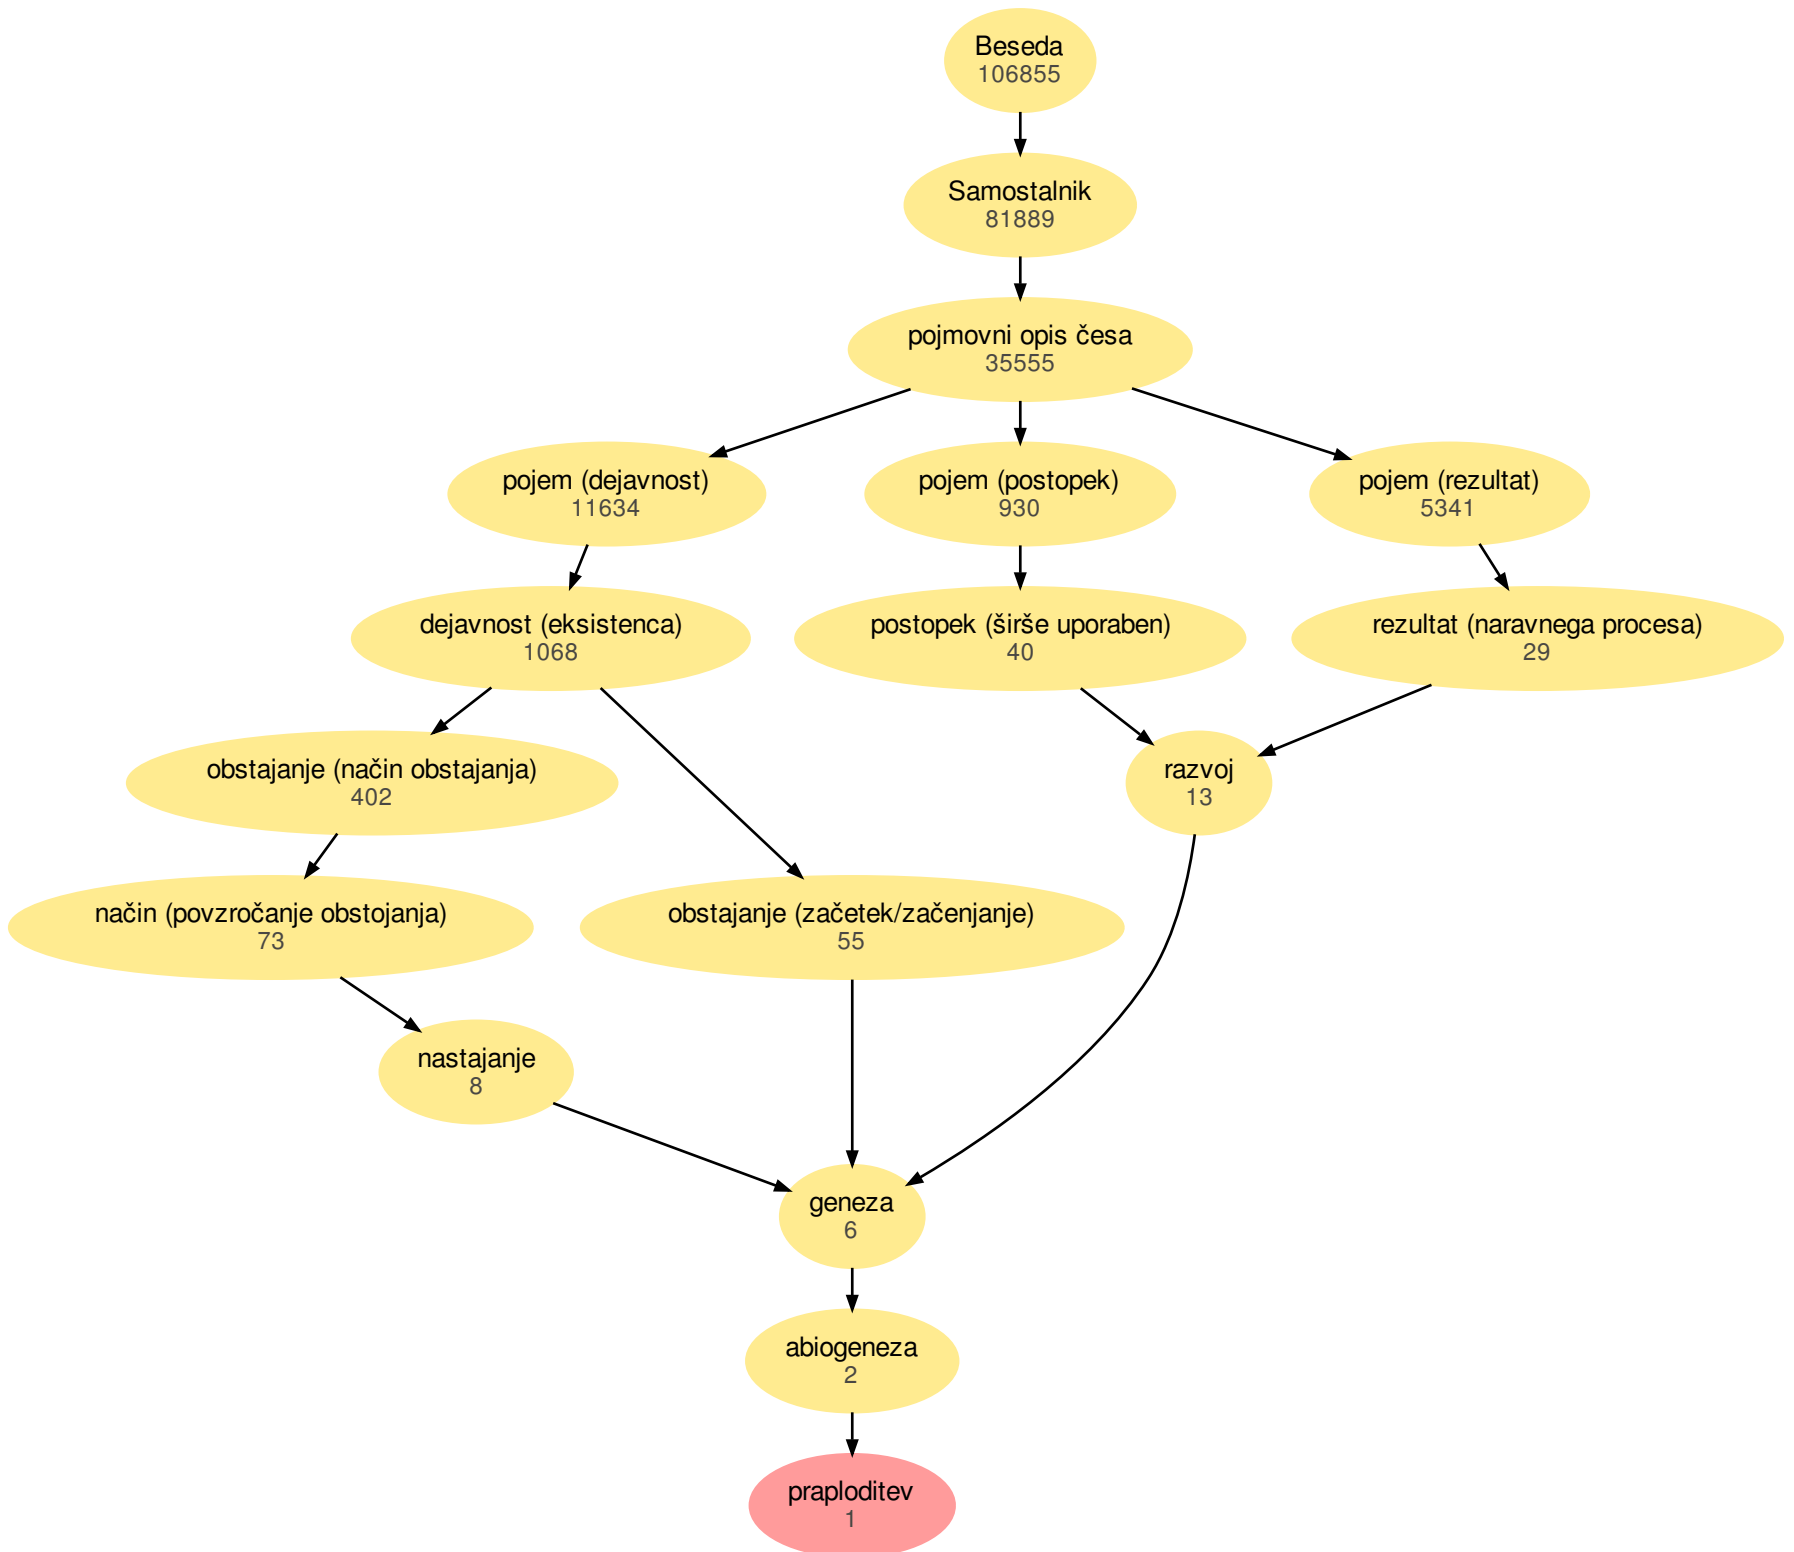 Beseda
106855
Samostalnik
81889
pojmovni opis česa
35555
pojem (dejavnost)
11634
pojem (postopek)
930
pojem (rezultat)
5341
dejavnost (eksistenca)
1068
postopek (širše uporaben)
40
rezultat (naravnega procesa)
29
obstajanje (način obstajanja)
402
razvoj
13
način (povzročanje obstojanja)
73
obstajanje (začetek/začenjanje)
55
nastajanje
8
geneza
6
abiogeneza
2
praploditev
1